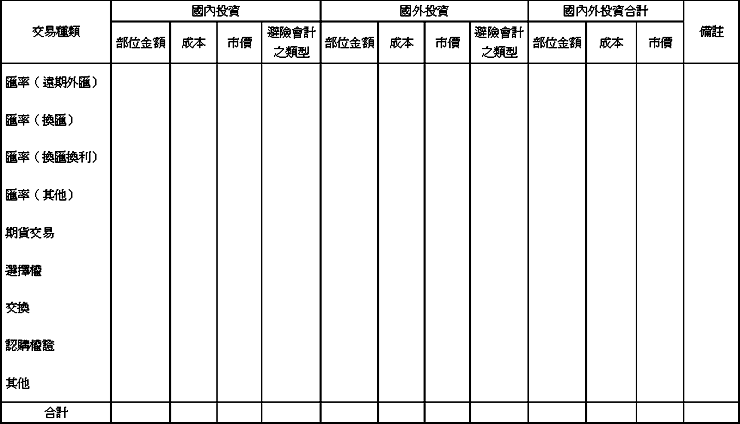 交易種類 國內投資 國外投資 國內外投資合計 備註
部位金額 成本 市價 避險會計之類型 部位金額 成本 市價 避險會計之類型 部位金額 成本 市價
匯率（遠期外匯）
匯率（換匯）
匯率（換匯換利）
匯率（其他）
期貨交易
選擇權
交換
認購權證
其他
合計